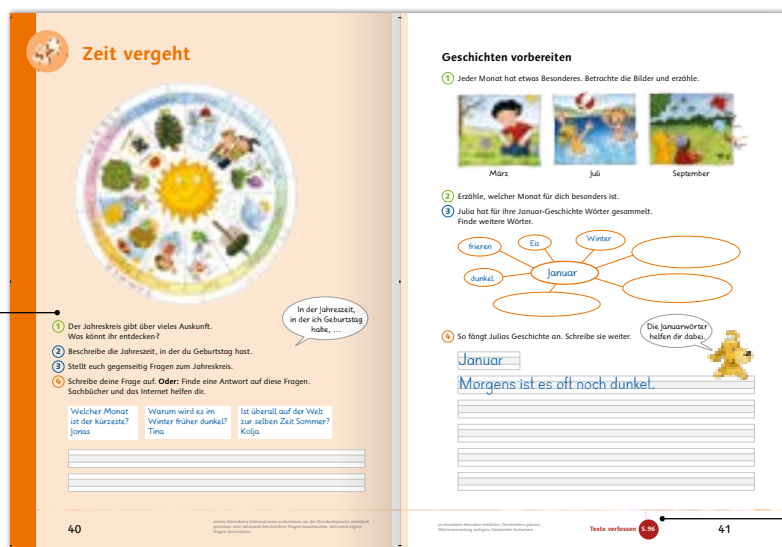 Zeit vergeht
In der Jahreszeit,
in der ich Geburtstag
habe, ...
1 Der Jahreskreis gibt über vieles Auskunft.
Was könnt ihr entdecken?
2 Beschreibe die Jahreszeit, in der du Geburtstag hast.
3 Stellt euch gegenseitig Fragen zum Jahreskreis.
4 Schreibe deine Frage auf. Oder: Finde eine Antwort auf diese Fragen.
Sachbücher und das Internet helfen dir.
Welcher Monat
ist der kürzeste?
Jonas
Warum wird es im
Winter früher dunkel?
Tina
Ist überall auf der Welt
zur selben Zeit Sommer?
Kolja
40
Geschichten vorbereiten
1 Jeder Monat hat etwas Besonderes. Betrachte die Bilder und erzähle.
März
Juli
September
2 Erzähle, welcher Monat für dich besonders ist.
3 Julia hat für ihre Januar-Geschichte Wörter gesammelt.
Finde weitere Wörter.
frieren
Eis
Winter
dunkel
Januar
4 So fängt Julias Geschichte an. Schreibe sie weiter.
Die Januarwörter
helfen dir dabei.
Januar
Morgens ist es oft noch dunkel.
Texte verfassen S. 96
41